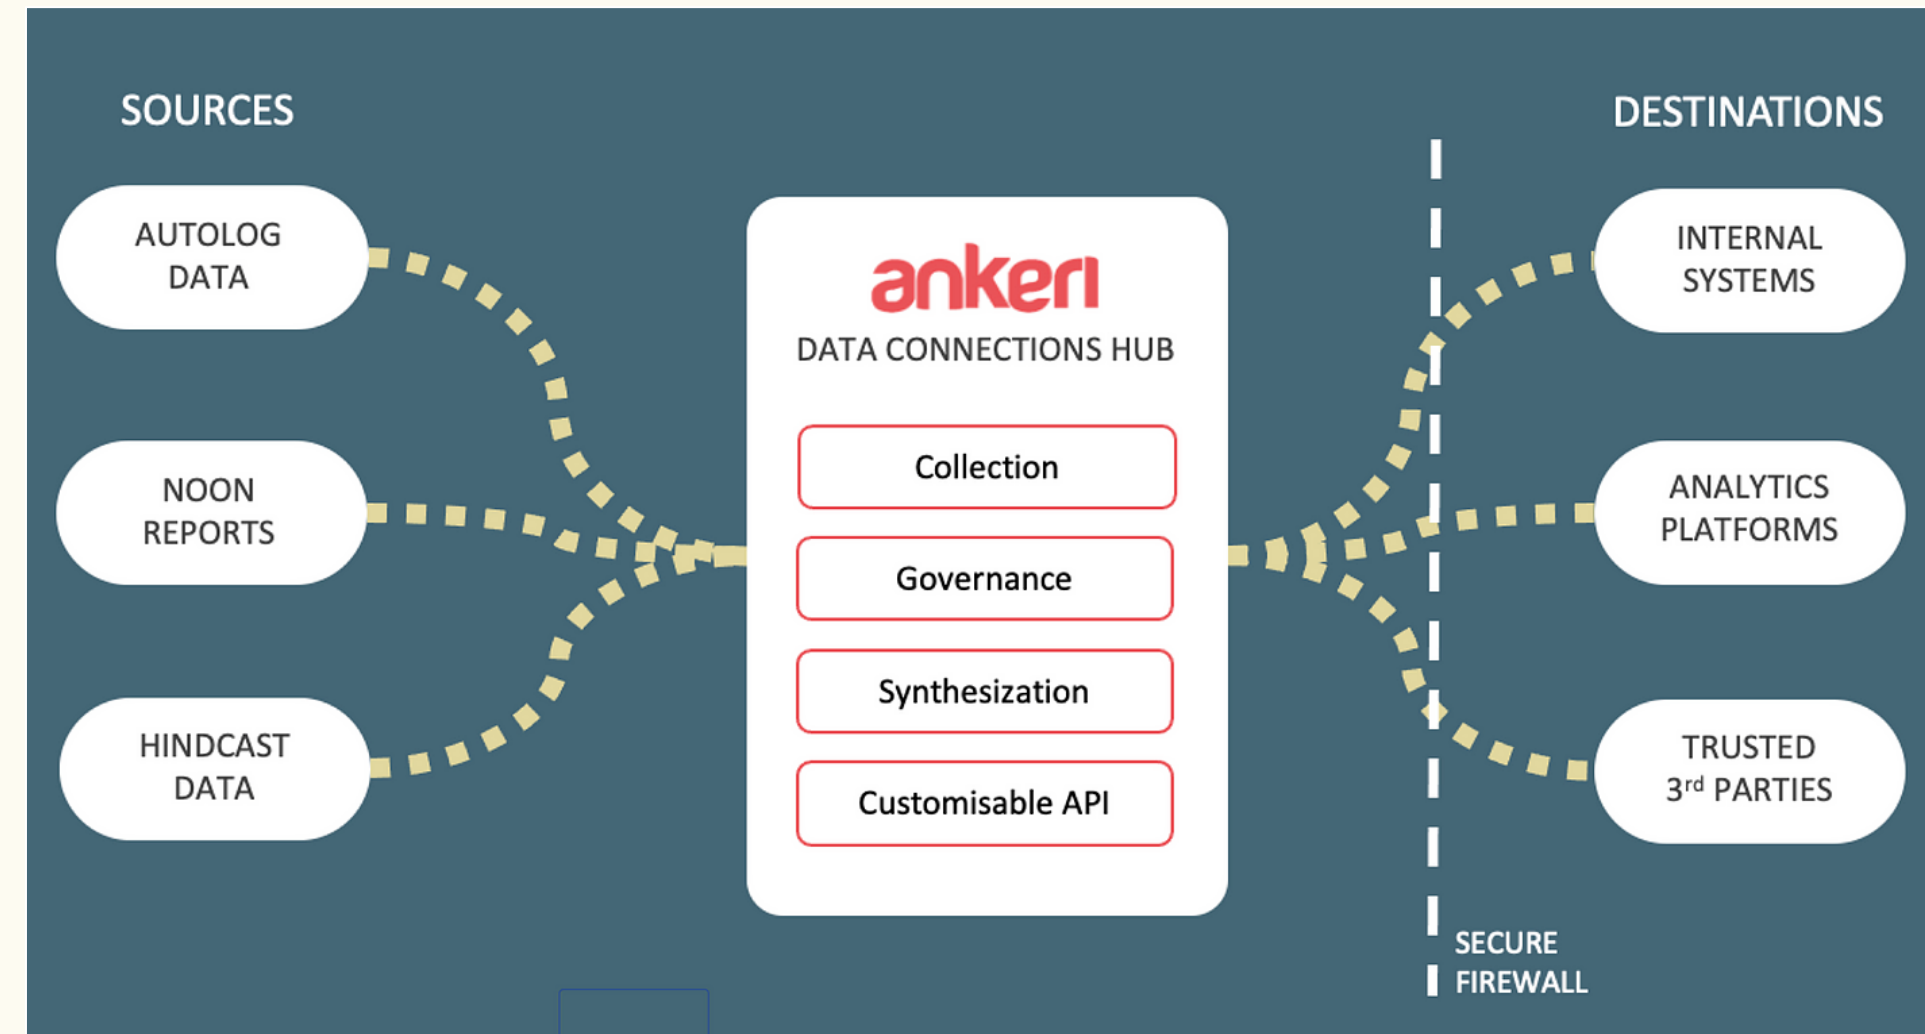 SOURCES
AUTOLOG
DATA
NOON
REPORTS
HINDCAST
DATA
ankeri
DATA CONNECTIONS HUB
Collection
Governance
Synthesization
Customisable API
DESTINATIONS
INTERNAL
SYSTEMS
ANALYTICS
PLATFORMS
TRUSTED
3rd PARTIES
SECURE
FIREWALL